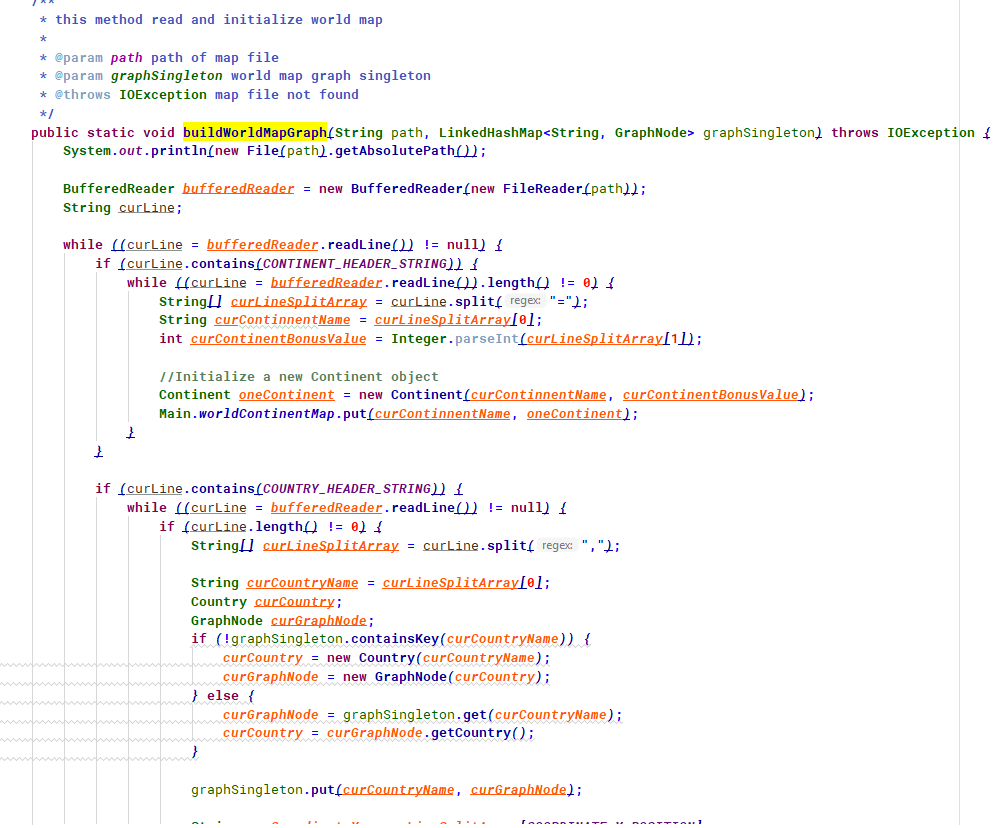 /**
* this method read and initialize world map
*
* @param path path of map file
* @param graphSingleton world map graph singleton
* @throws IOException map file not found
*/
public static void buildWorldMapGraph(String path, LinkedHashMap<String, GraphNode> graphSingleton) throws IOException {
System.out.println(new File(path).getAbsolutePath());
BufferedReader bufferedReader = new BufferedReader(new FileReader(path));
String curLine;
while ((curLine = bufferedReader.readLine()) != null) {
if (curLine.contains(CONTINENT_HEADER_STRING)) {
while ((curLine = bufferedReader.readLine()).length() != 0) {
String[] curLineSplitArray = curLine.split( regex: "=");
String curContinnentName = curLineSplitArray[0];
int curContinentBonusValue = Integer.parseInt(curLineSplitArray[1]);
//Initialize a new Continent object
Continent oneContinent = new Continent(curContinnentName, curContinentBonusValue);
Main.worldContinentMap.put(curContinnentName, oneContinent);
}
}
if (curLine.contains(COUNTRY_HEADER_STRING)) {
while ((curLine = bufferedReader.readLine()) != null) {
if (curLine.length() != 0) {
String[] curLineSplitArray = curLine.split( regex: ",");
String curCountryName = curLineSplitArray[0];
Country curCountry;
GraphNode curGraphNode;
if (!graphSingleton.containsKey(curCountryName)) {
curCountry = new Country(curCountryName);
curGraphNode = new GraphNode(curCountry);
} else {
curGraphNode = graphSingleton.get(curCountryName);
curCountry = curGraphNode.getCountry();
}
graphSingleton.put(curCountryName, curGraphNode);